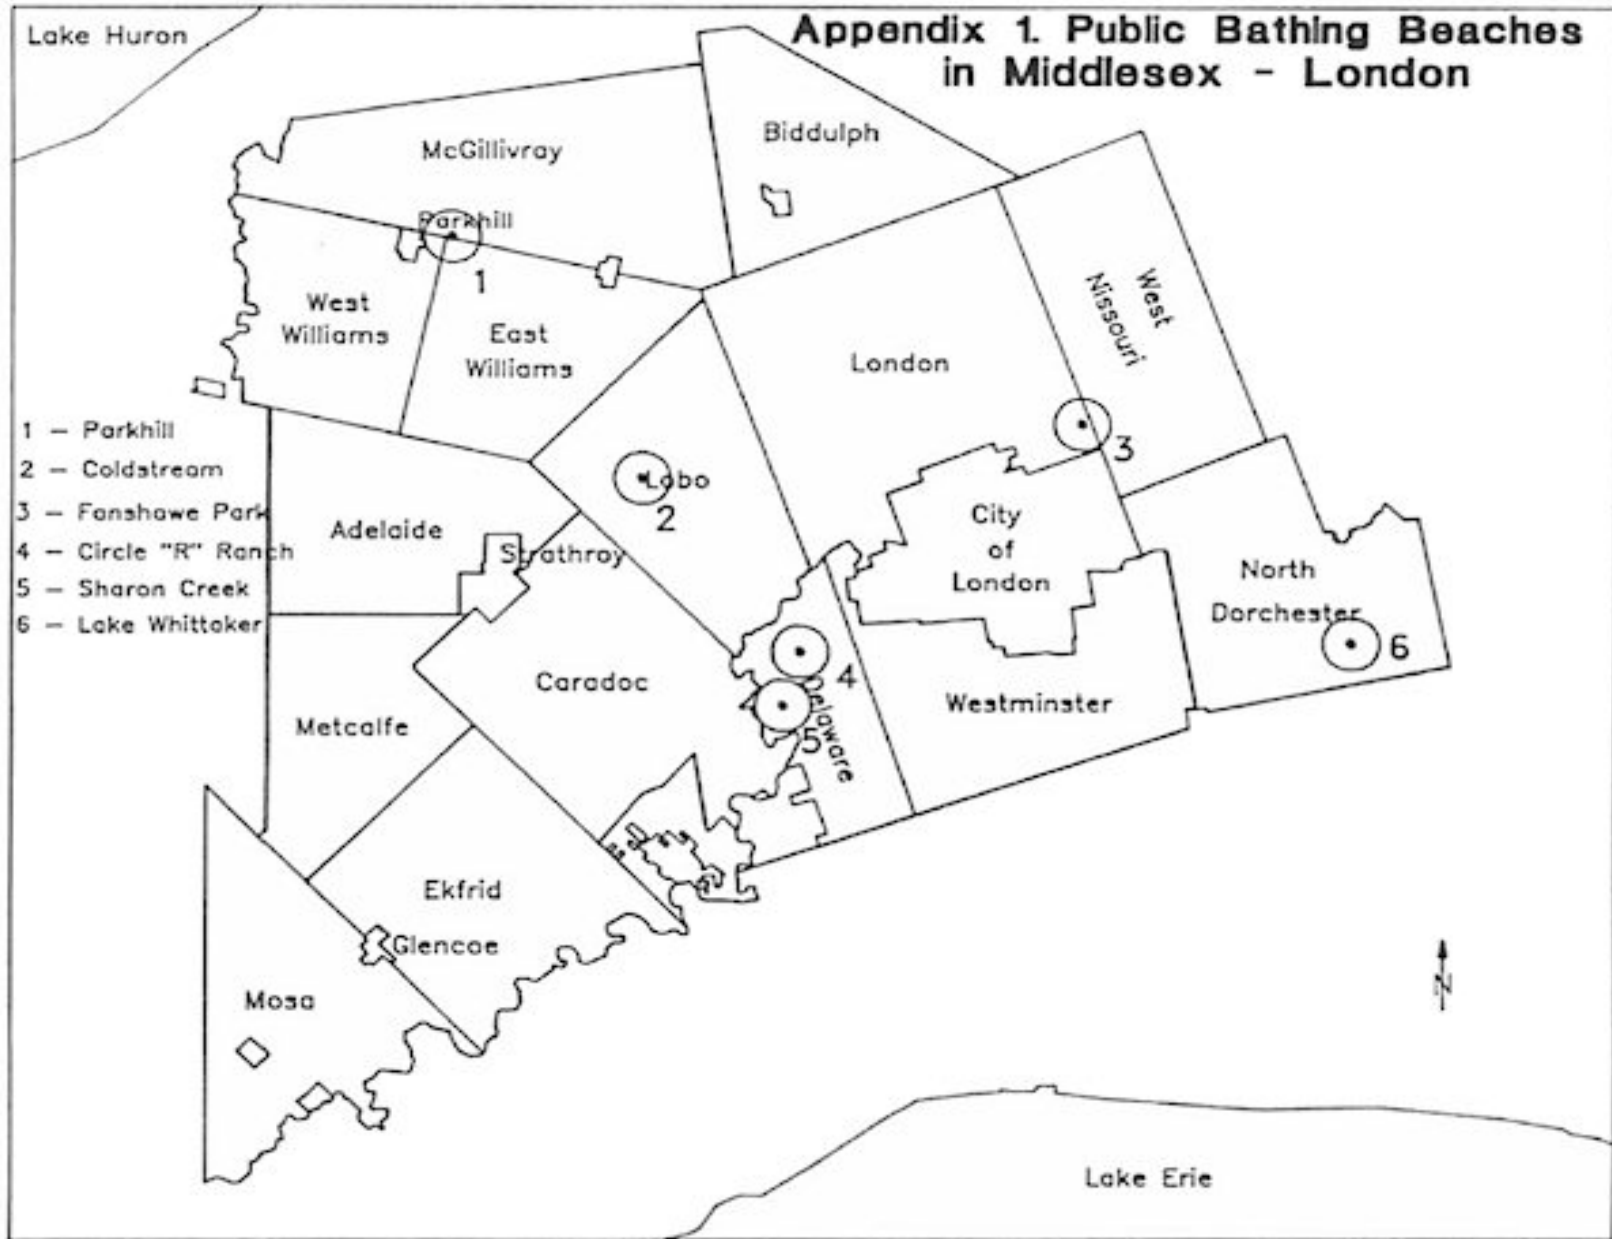 Lake Huron
Appendix 1. Public Bathing Beaches
in Middlesex - London
McGillivray
Biddulph
Parkhill
1
West
Williams
East
Williams
London
West
Nissouri
1 - Parkhill
2 - Coldstream
3 - Fanshawe Park
4 - Circle "R" Ranch
5 - Sharon Creek
6 - Lake Whittaker
3
Lobo
2
Adelaide
Strathroy
City
of
London
North
Dorchester
6
Caradoc
4
Delaware
5
Westminster
Metcalfe
Ekfrid
Glencoe
Mosa
N
Lake Erie